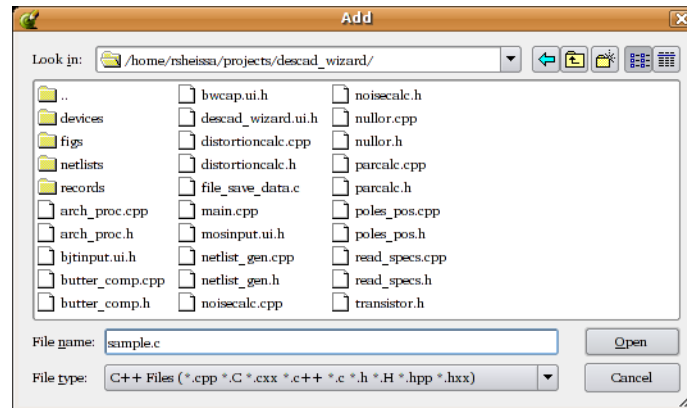 Add
Look in: /home/rsheissa/projects/descad_wizard/
..
devices
figs
netlists
records
arch_proc.cpp
arch_proc.h
bjtinput.ui.h
butter_comp.cpp
butter_comp.h
bwcap.ui.h
descad_wizard.ui.h
distortioncalc.cpp
distortioncalc.h
file_save_data.c
main.cpp
mosinput.ui.h
netlist_gen.cpp
netlist_gen.h
noisecalc.cpp
noisecalc.h
nullor.cpp
nullor.h
parcalc.cpp
parcalc.h
poles_pos.cpp
poles_pos.h
read_specs.cpp
read_specs.h
transistor.h
File name: sample.c Open
File type: C++ Files (*.cpp *.C *.cxx *.c++ *.c *.h *.H *.hpp *.hxx) Cancel